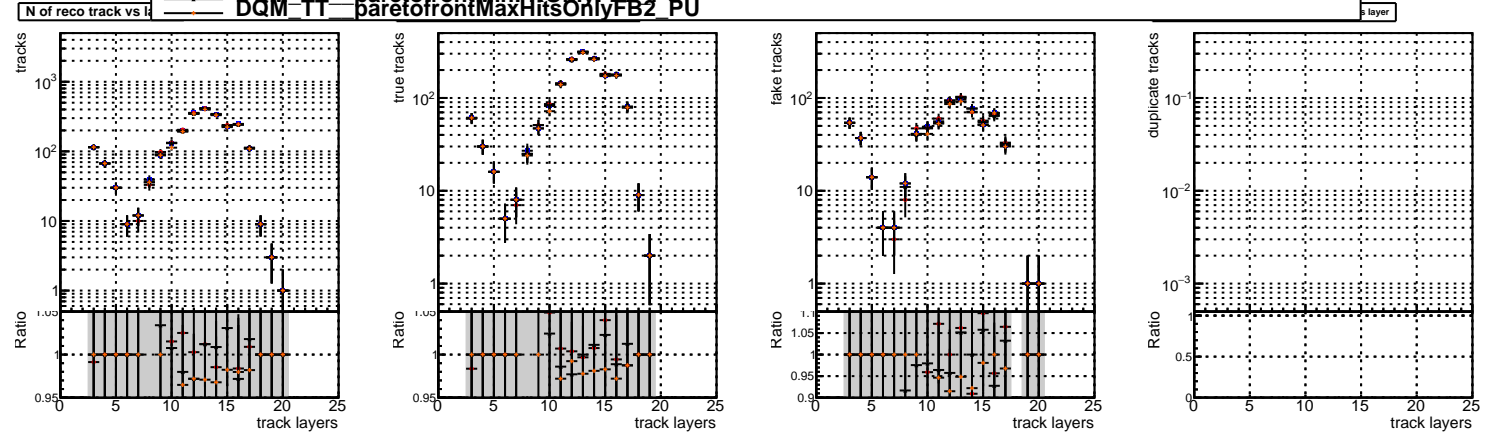 DQM_TT__paretofrontMaxHitsOnlyFB2_PU
N of reco track vs la
s layer
tracks
10³
10²
10
1
Ratio
1.05
1
0.95
0 5 10 15 20 25
track layers
true tracks
10²
10
1
Ratio
1.05
1
0.95
0 5 10 15 20 25
track layers
fake tracks
10²
10
1
Ratio
1.1
1.05
1
0.95
0.9
0 5 10 15 20 25
track layers
duplicate tracks
10⁻¹
10⁻²
10⁻³
Ratio
1
0.5
0
0 5 10 15 20 25
track layers